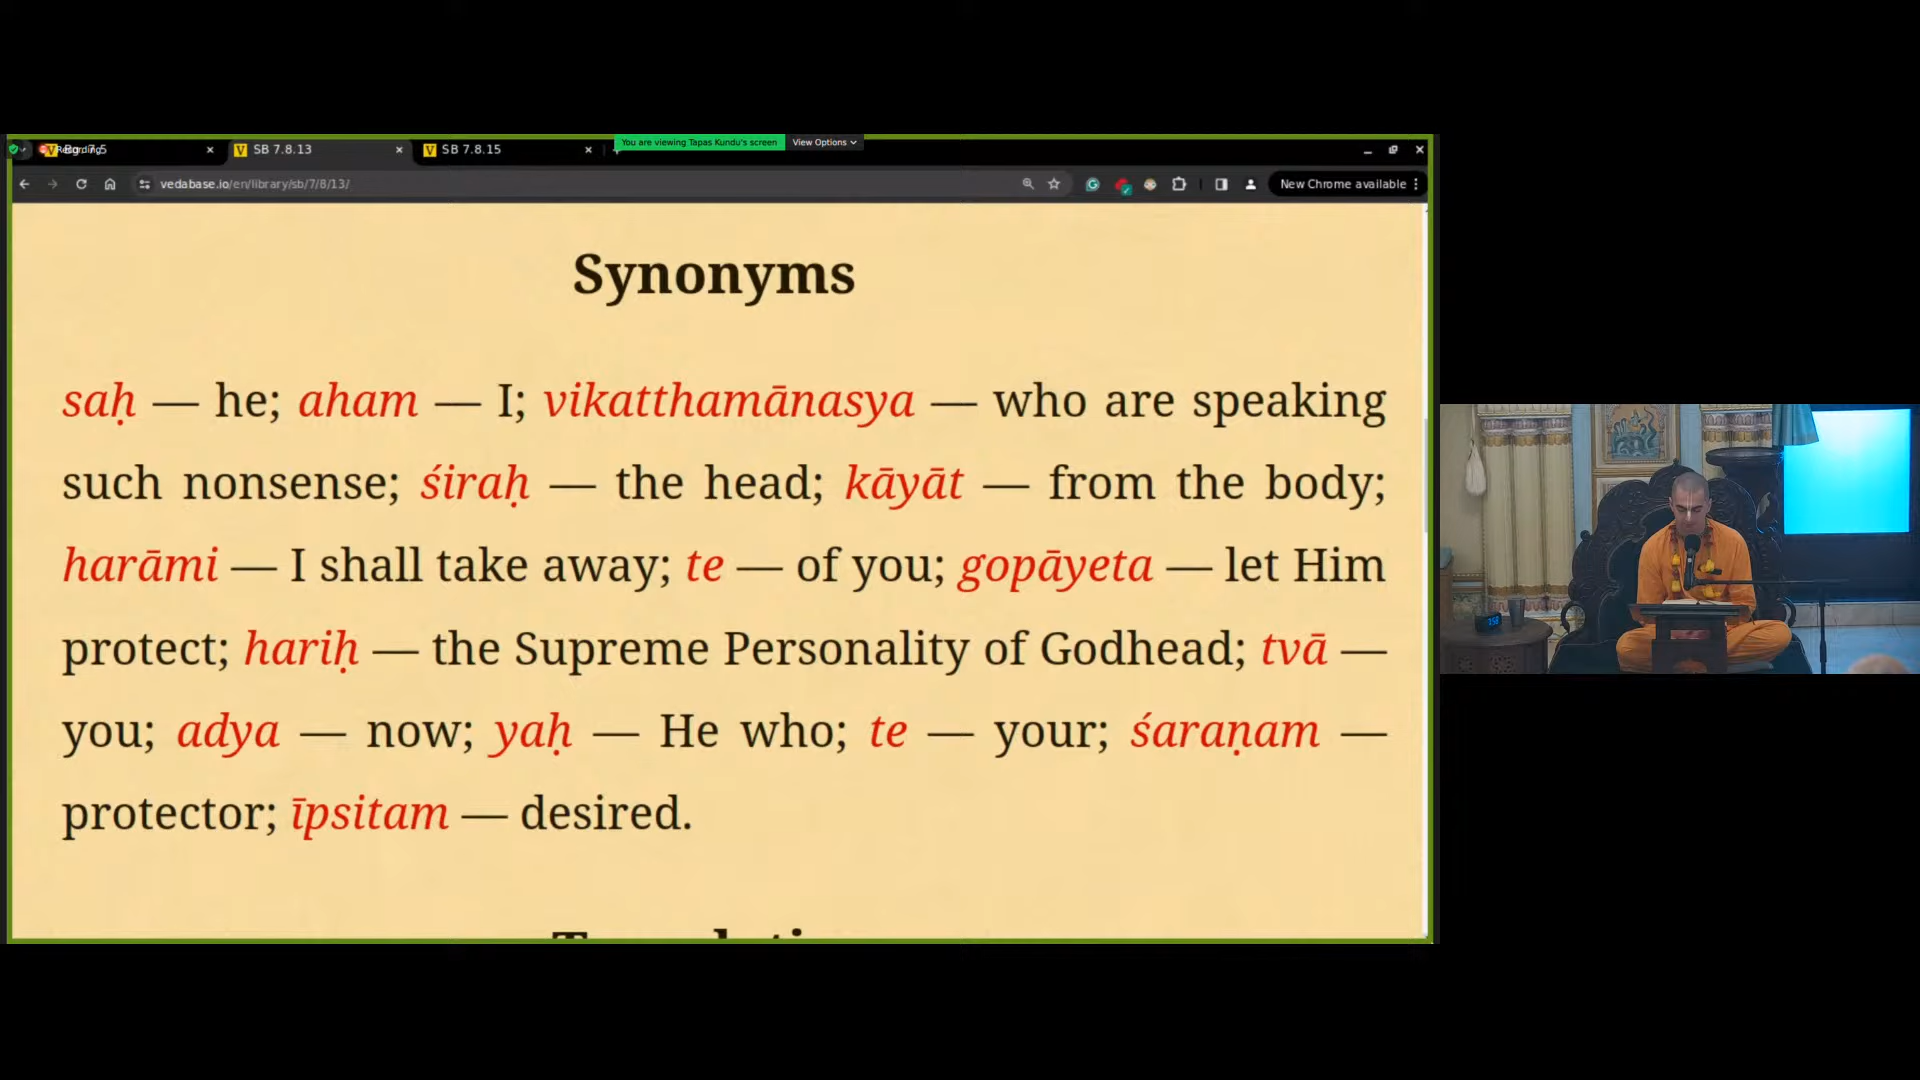 SB 7.8.13
SB 7.8.15
You are viewing Tapas Kundu's screen
View Options
vedabase.io/en/library/sb/7/8/13/
New Chrome available
Synonyms
saḥ — he; aham — I; vikatthamānasya — who are speaking
such nonsense; śiraḥ — the head; kāyāt — from the body;
harāmi — I shall take away; te — of you; gopāyeta — let Him
protect; hariḥ — the Supreme Personality of Godhead; tvā —
you; adya — now; yaḥ — He who; te — your; śaraṇam —
protector; īpsitam — desired.